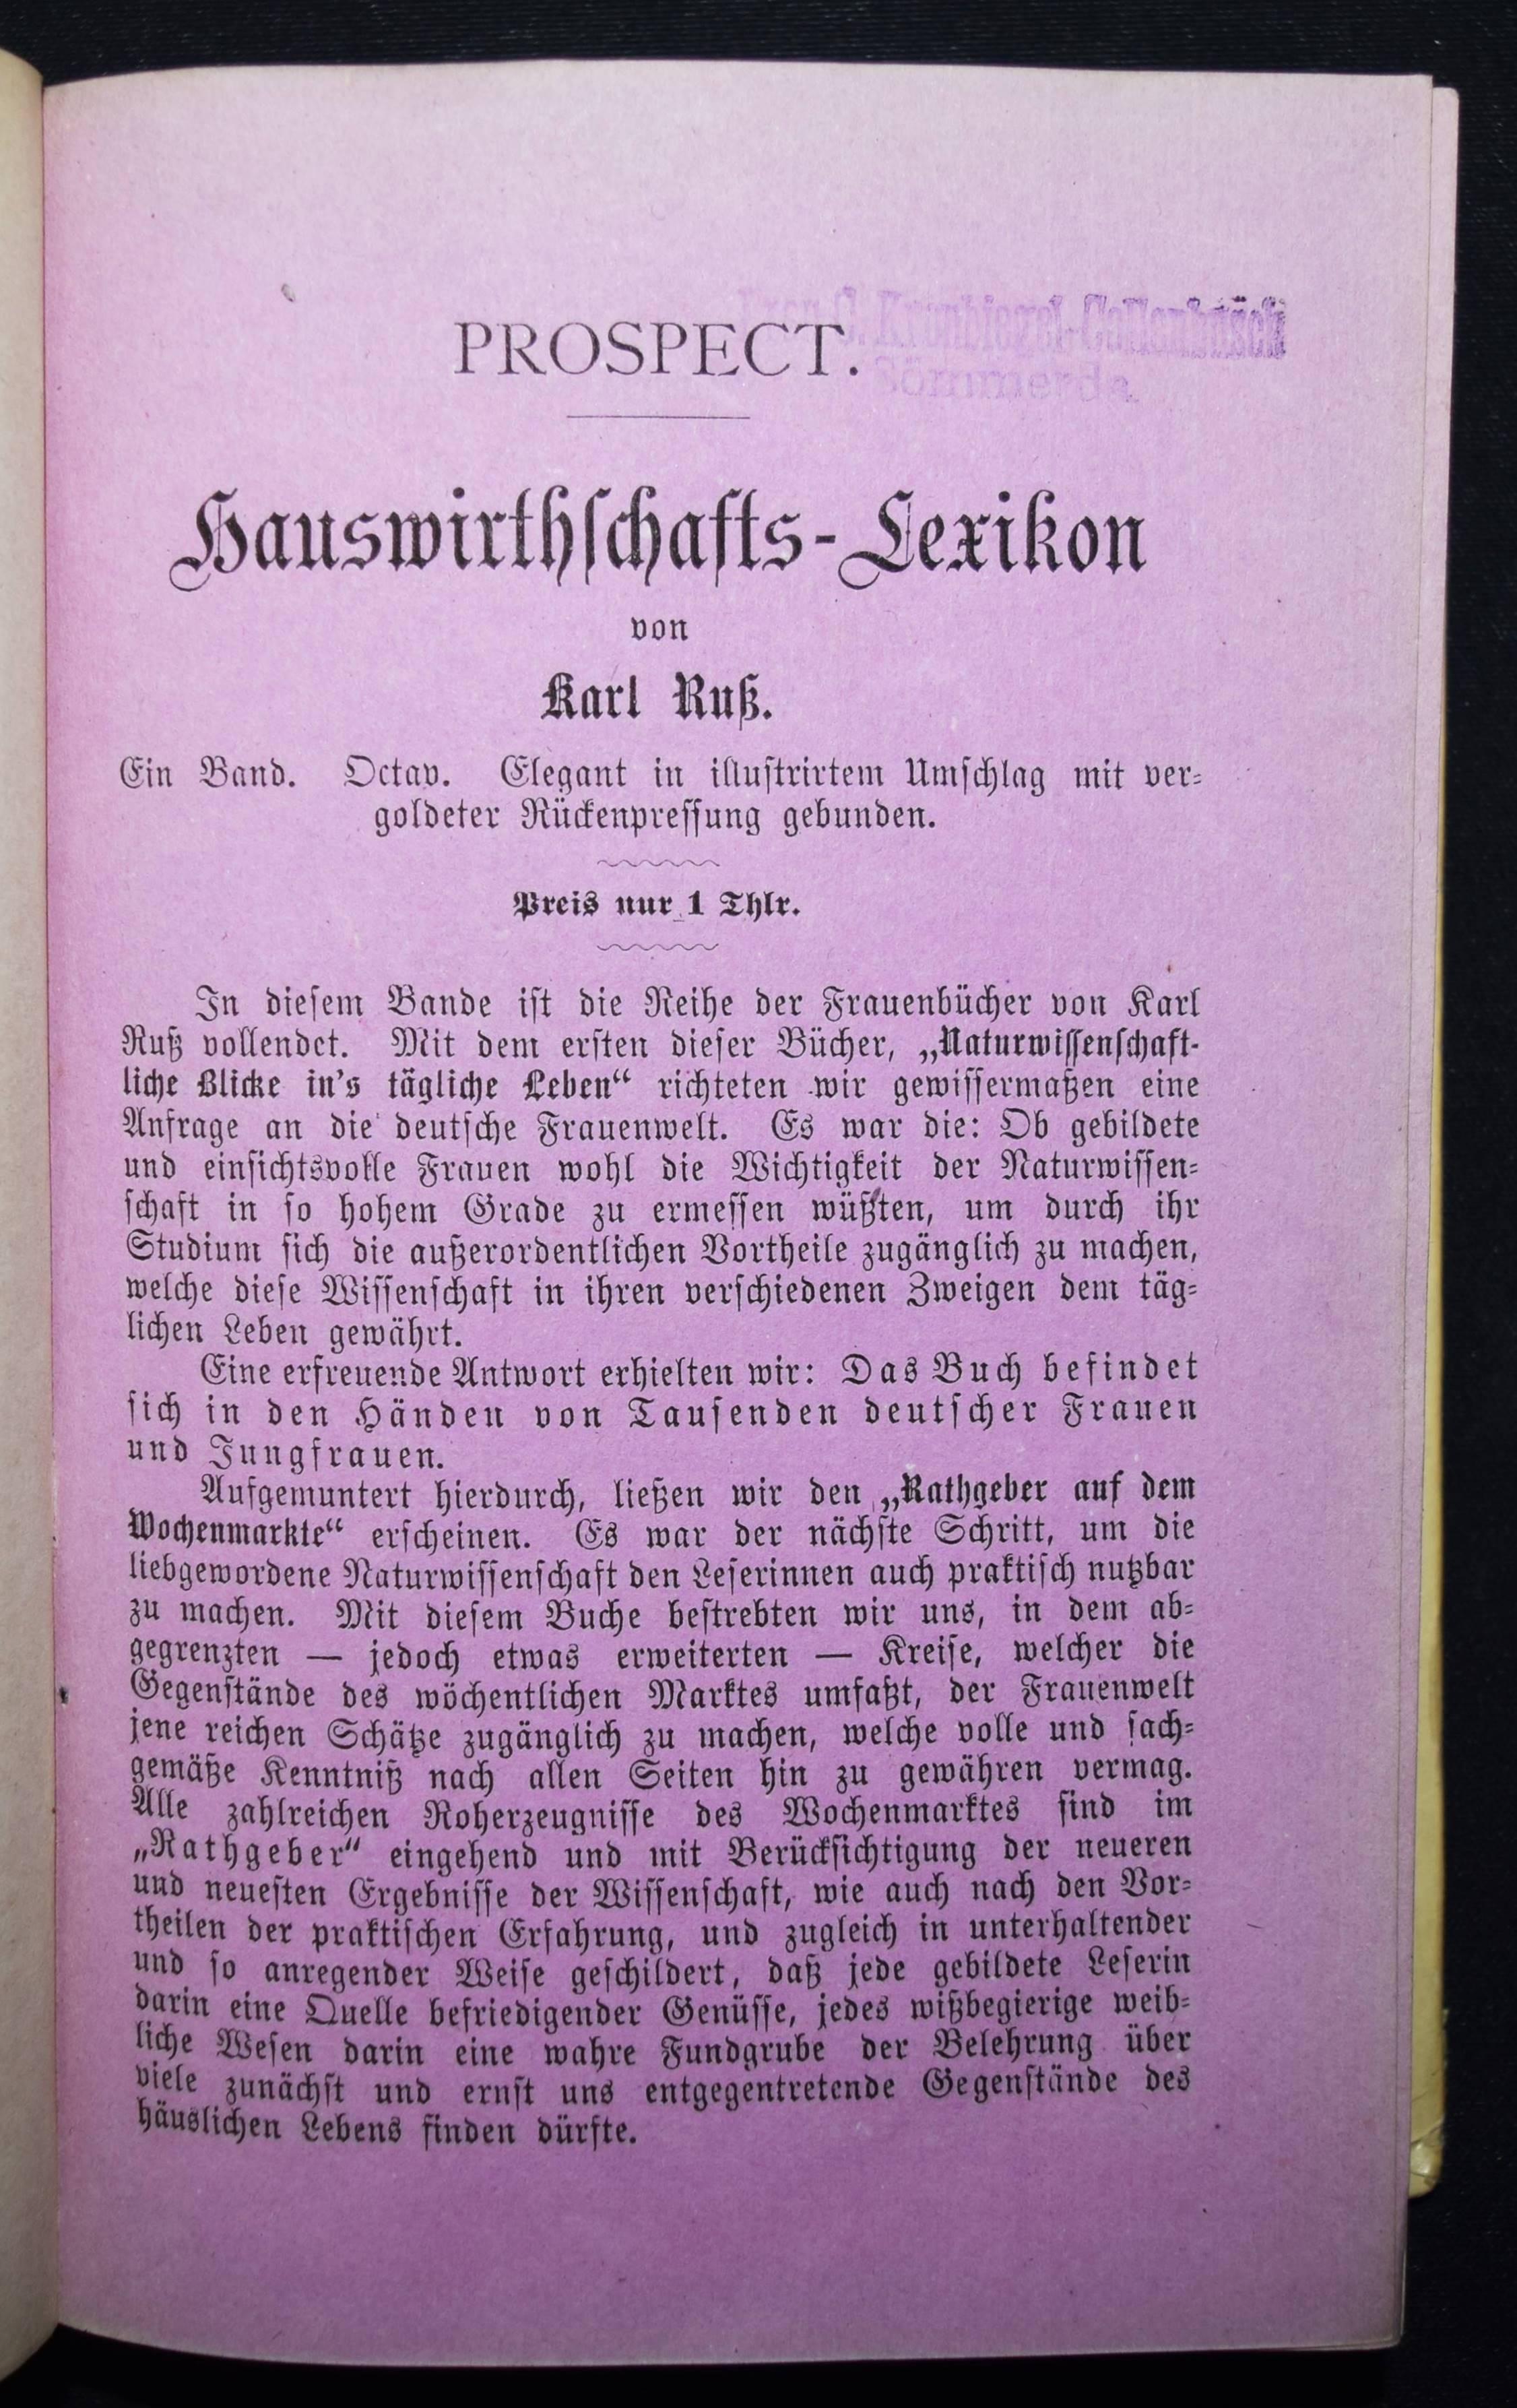 PROSPECT.
Kronbiegel-Collenbusch
Sömmerda.
Hauswirthſchafts-Lexikon
von
Karl Ruß.
Ein Band. Octav. Elegant in illuſtrirtem Umſchlag mit ver-
goldeter Rückenpreſſung gebunden.
Preis nur 1 Thlr.
In dieſem Bande iſt die Reihe der Frauenbücher von Karl
Ruß vollendet. Mit dem erſten dieſer Bücher, „Naturwiſſenſchaft-
liche Blicke in's tägliche Leben“ richteten wir gewiſſermaßen eine
Anfrage an die deutſche Frauenwelt. Es war die: Ob gebildete
und einſichtsvolle Frauen wohl die Wichtigkeit der Naturwiſſen-
ſchaft in ſo hohem Grade zu ermeſſen wüßten, um durch ihr
Studium ſich die außerordentlichen Vortheile zugänglich zu machen,
welche dieſe Wiſſenſchaft in ihren verſchiedenen Zweigen dem täg-
lichen Leben gewährt.
Eine erfreuende Antwort erhielten wir: Das Buch befindet
ſich in den Händen von Tauſenden deutſcher Frauen
und Jungfrauen.
Aufgemuntert hierdurch, ließen wir den „Rathgeber auf dem
Wochenmarkte“ erſcheinen. Es war der nächſte Schritt, um die
liebgewordene Naturwiſſenſchaft den Leſerinnen auch praktiſch nutzbar
zu machen. Mit dieſem Buche beſtrebten wir uns, in dem ab-
gegrenzten — jedoch etwas erweiterten — Kreiſe, welcher die
Gegenſtände des wöchentlichen Marktes umfaßt, der Frauenwelt
jene reichen Schätze zugänglich zu machen, welche volle und ſach-
gemäße Kenntniß nach allen Seiten hin zu gewähren vermag.
Alle zahlreichen Roherzeugniſſe des Wochenmarktes ſind im
„Rathgeber“ eingehend und mit Berückſichtigung der neueren
und neueſten Ergebniſſe der Wiſſenſchaft, wie auch nach den Vor-
theilen der praktiſchen Erfahrung, und zugleich in unterhaltender
und ſo anregender Weiſe geſchildert, daß jede gebildete Leſerin
darin eine Quelle befriedigender Genüſſe, jedes wißbegierige weib-
liche Weſen darin eine wahre Fundgrube der Belehrung über
viele zunächſt und ernſt uns entgegentretende Gegenſtände des
häuslichen Lebens finden dürfte.